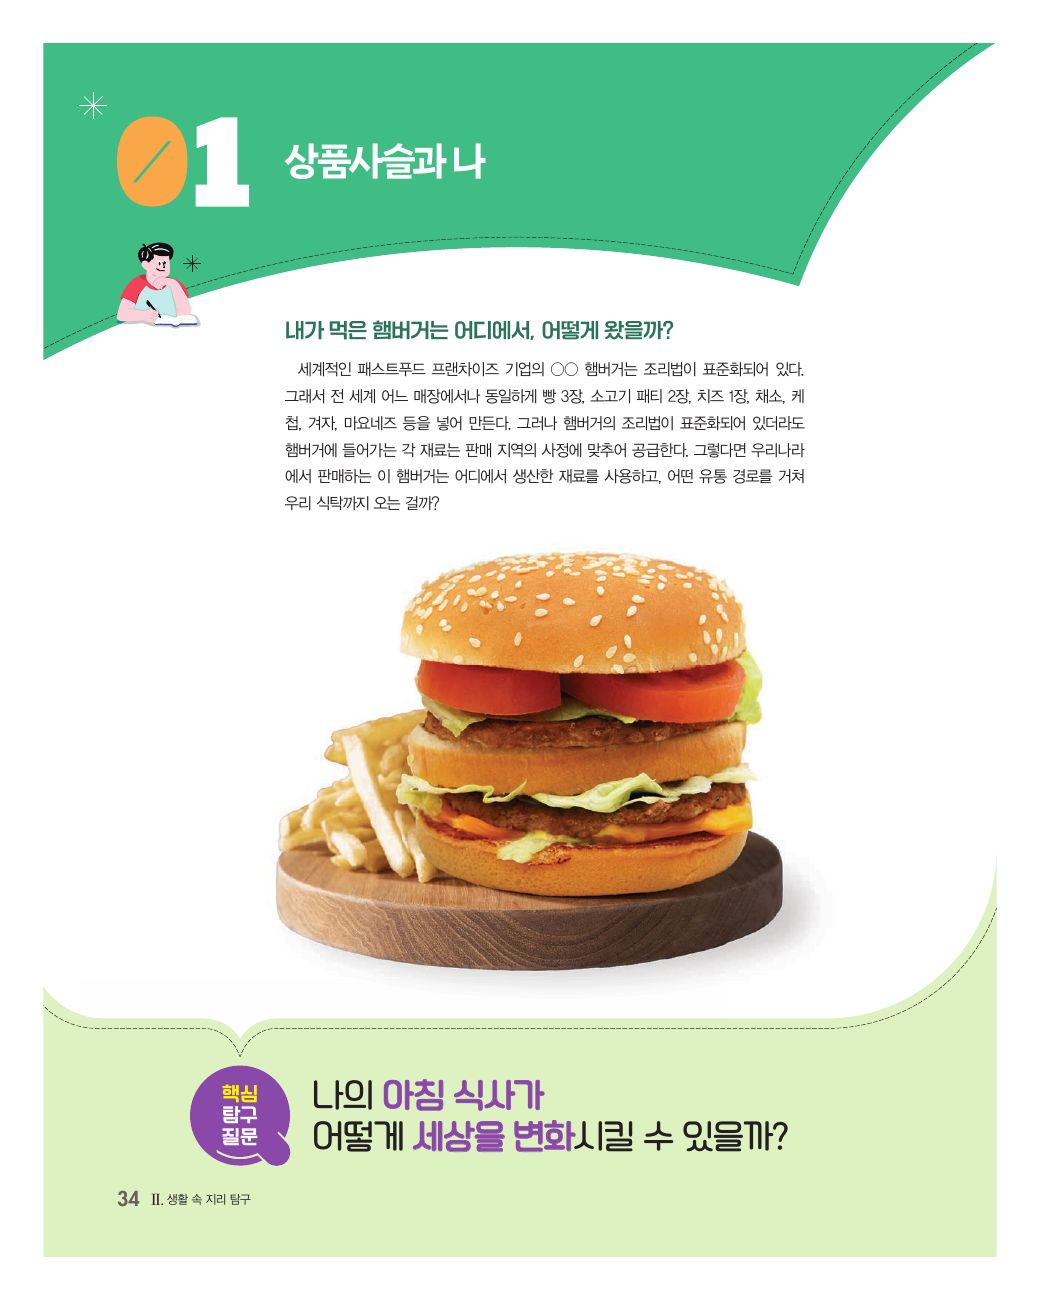 01
상품사슬과 나
내가 먹은 햄버거는 어디에서, 어떻게 왔을까?
세계적인 패스트푸드 프랜차이즈 기업의 ○○ 햄버거는 조리법이 표준화되어 있다.
그래서 전 세계 어느 매장에서나 동일하게 빵 3장, 소고기 패티 2장, 치즈 1장, 채소, 케
첩, 겨자, 마요네즈 등을 넣어 만든다. 그러나 햄버거의 조리법이 표준화되어 있더라도
햄버거에 들어가는 각 재료는 판매 지역의 사정에 맞추어 공급한다. 그렇다면 우리나라
에서 판매하는 이 햄버거는 어디에서 생산한 재료를 사용하고, 어떤 유통 경로를 거쳐
우리 식탁까지 오는 걸까?
핵심
탐구
질문
나의 아침 식사가
어떻게 세상을 변화시킬 수 있을까?
34 Ⅱ. 생활 속 지리 탐구